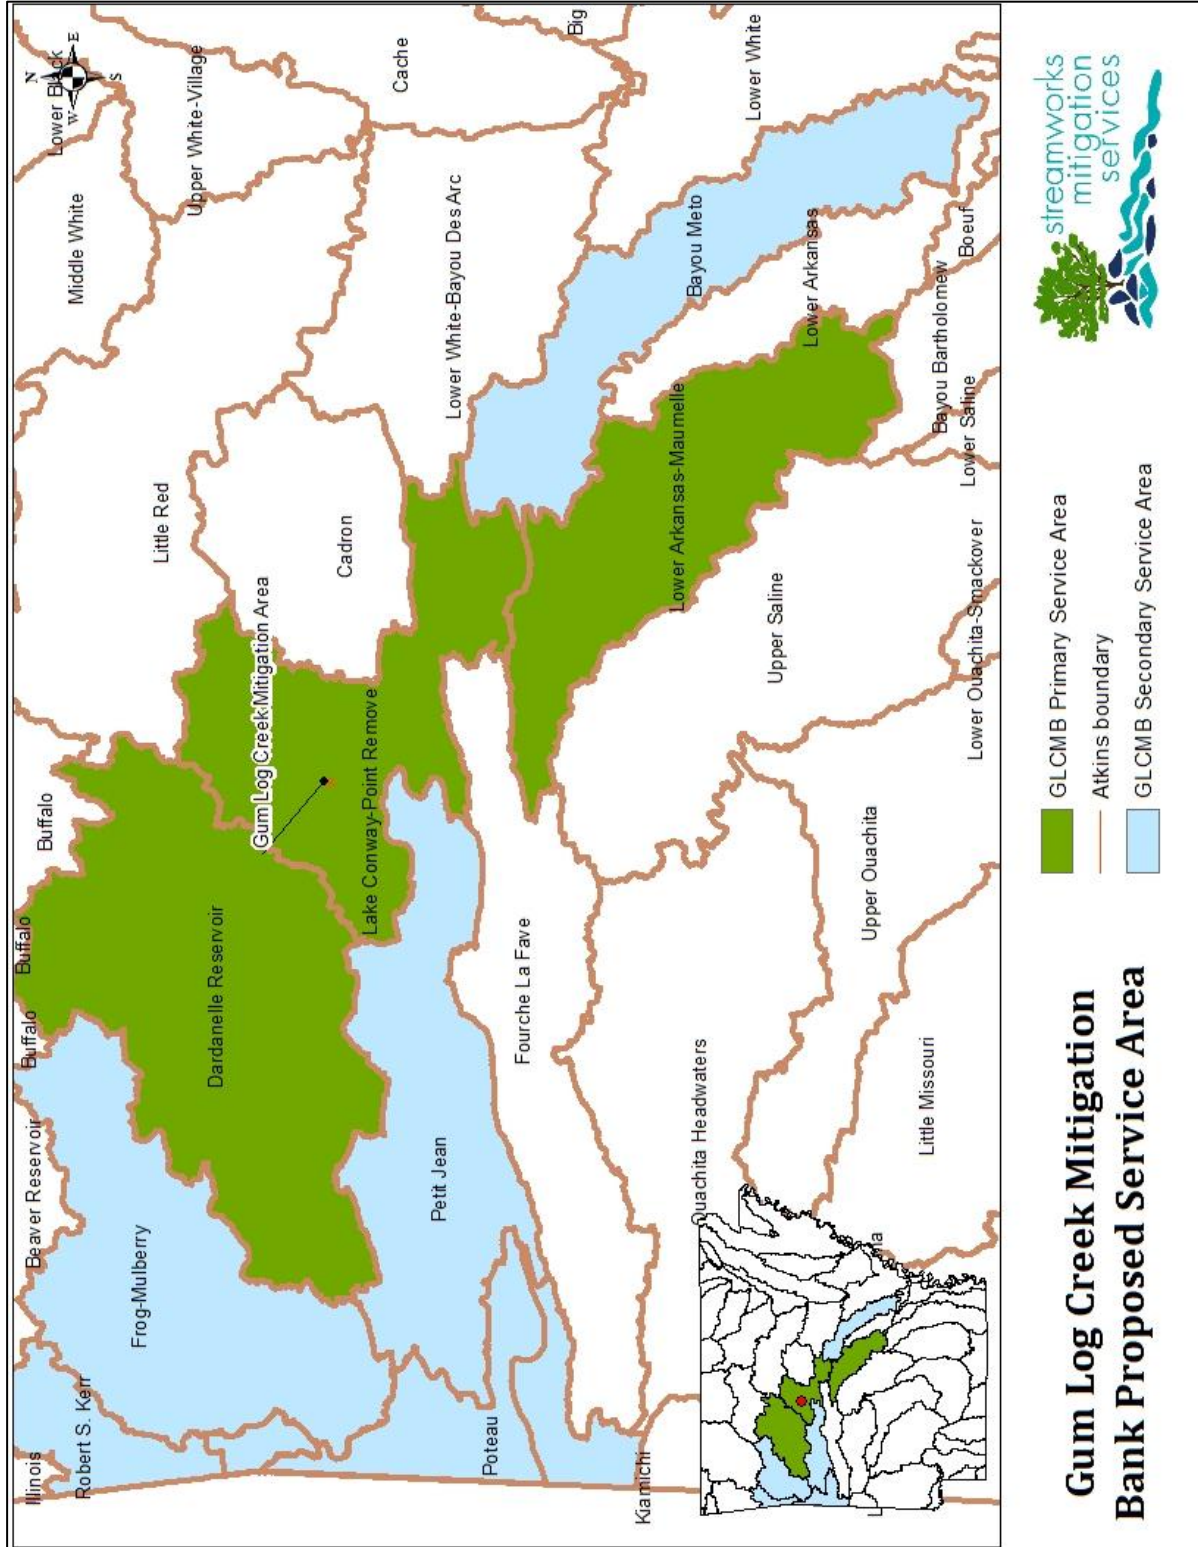 Illinois
Beaver Reservoir
Buffalo
Buffalo
Buffalo
Lower Black
N
E
W
S
Robert S. Kerr
Middle White
Frog-Mulberry
Little Red
Upper White-Village
Dardanelle Reservoir
Gum Log Creek Mitigation Area
Cadron
Lake Conway-Point Remove
Cache
Petit Jean
Lower White-Bayou Des Arc
Poteau
Fourche La Fave
Big
Kiamichi
Lower Arkansas-Maumelle
Bayou Meto
Ouachita Headwaters
Upper Saline
Lower White
Lower Arkansas
Upper Ouachita
Little Missouri
Bayou Bartholomew
Lower Ouachita-Smackover
Lower Saline
Boeuf
Gum Log Creek Mitigation
Bank Proposed Service Area
GLCMB Primary Service Area
Atkins boundary
GLCMB Secondary Service Area
streamworks
mitigation
services